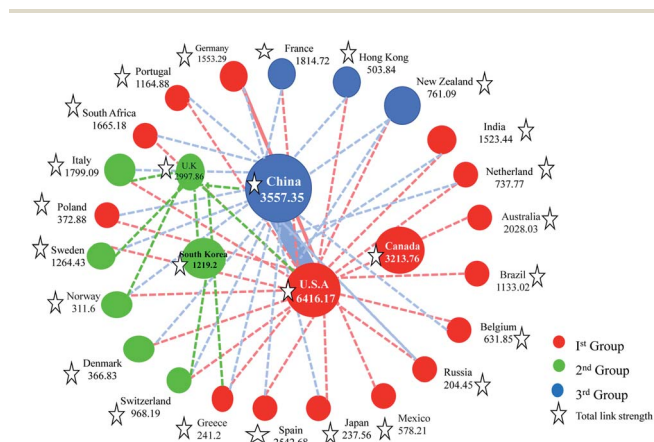 Germany
1553.29
France
1814.72
Hong Kong
503.84
New Zealand
761.09
Portugal
1164.88
South Africa
1665.18
India
1523.44
Italy
1799.09
U.K
2997.86
Netherland
737.77
China
3557.35
Poland
372.88
Australia
2028.03
Sweden
1264.43
South Korea
1219.2
Canada
3213.76
Brazil
1133.02
U.S.A
6416.17
Norway
311.6
Belgium
631.85
Denmark
366.83
Russia
204.45
Switzerland
968.19
Greece
241.2
Spain
2542.68
Japan
237.56
Mexico
578.21
Ist Group
2nd Group
3rd Group
Total link strength